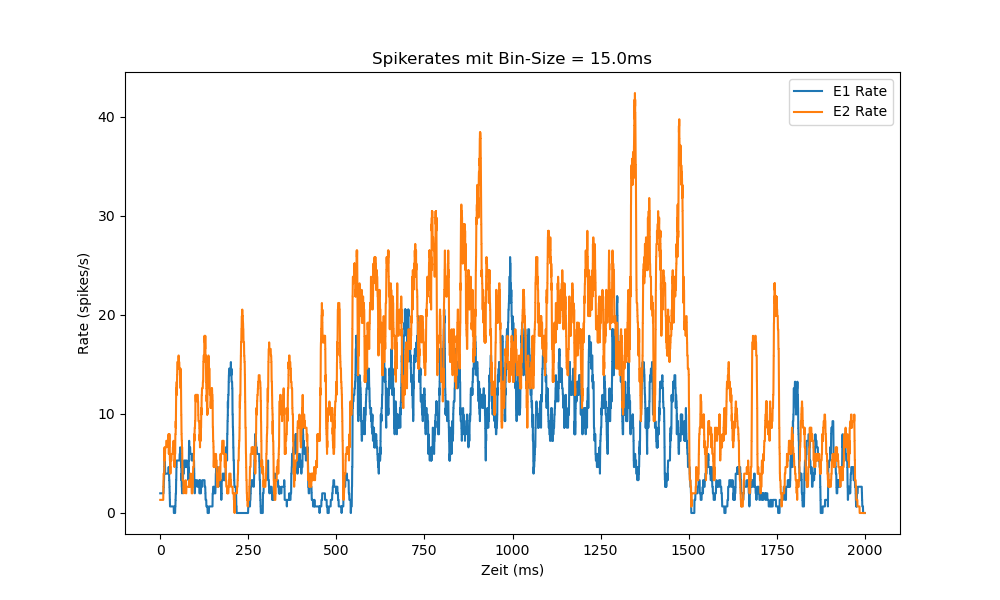 Spikerates mit Bin-Size = 15.0ms
E1 Rate
E2 Rate
Rate (spikes/s)
40
30
20
10
0
0 250 500 750 1000 1250 1500 1750 2000
Zeit (ms)